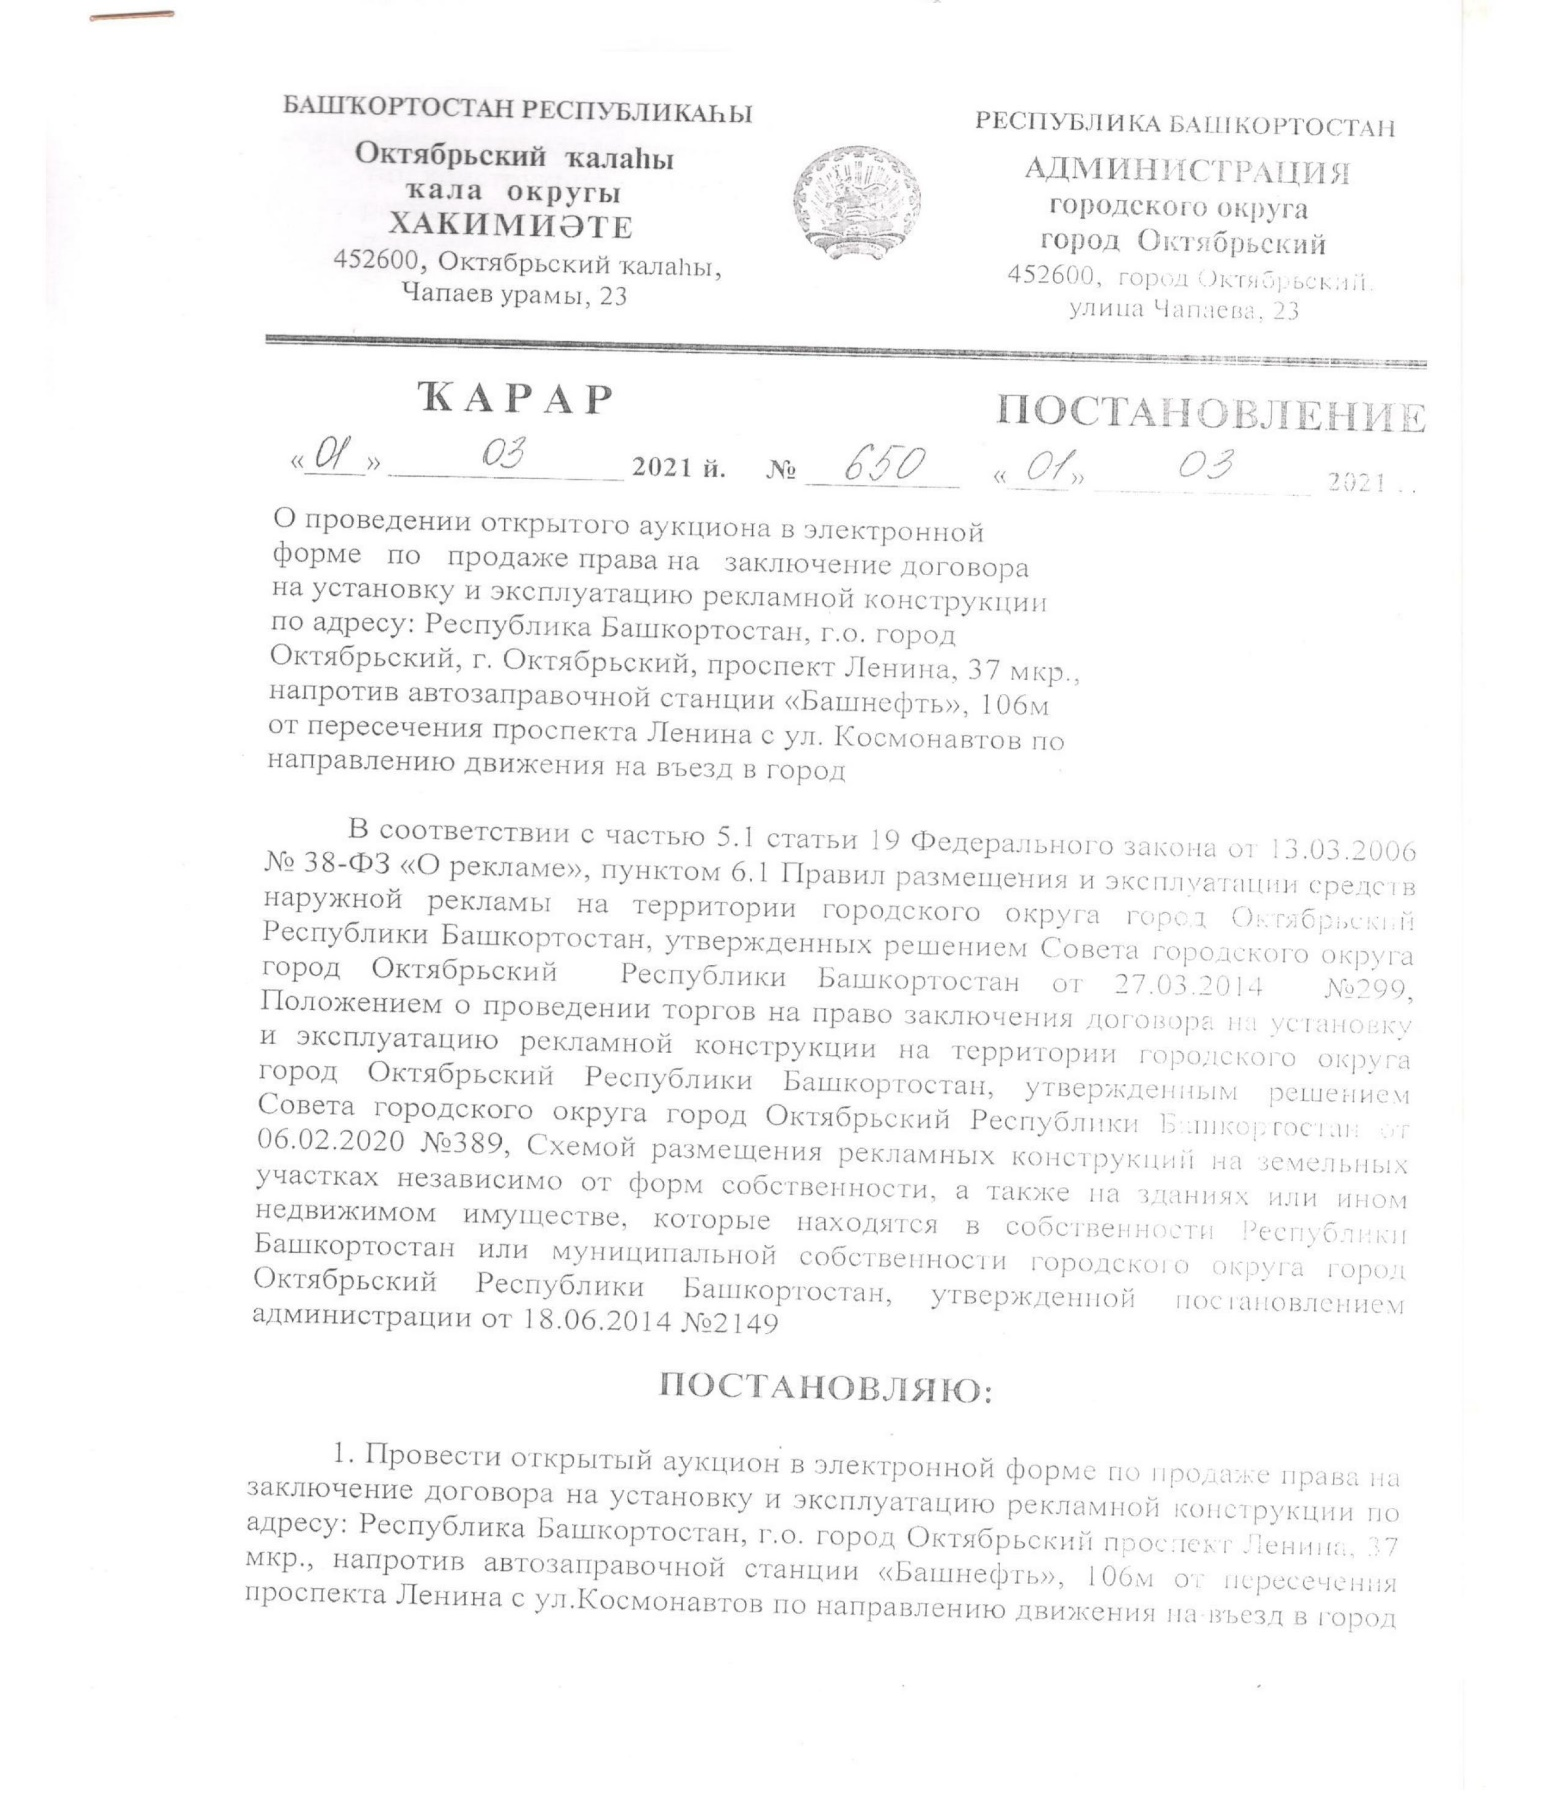 БАШҠОРТОСТАН РЕСПУБЛИКАҺЫ
Октябрьский ҡалаһы
ҡала округы
ХАКИМИӘТЕ
452600, Октябрьский ҡалаһы,
Чапаев урамы, 23
РЕСПУБЛИКА БАШКОРТОСТАН
АДМИНИСТРАЦИЯ
городского округа
город Октябрьский
452600, город Октябрьский,
улица Чапаева, 23
ҠАРАР
ПОСТАНОВЛЕНИЕ
«01» 03 2021 й. № 650 «01» 03 2021
О проведении открытого аукциона в электронной
форме по продаже права на заключение договора
на установку и эксплуатацию рекламной конструкции
по адресу: Республика Башкортостан, г.о. город
Октябрьский, г. Октябрьский, проспект Ленина, 37 мкр.,
напротив автозаправочной станции «Башнефть», 106м
от пересечения проспекта Ленина с ул. Космонавтов по
направлению движения на въезд в город
В соответствии с частью 5.1 статьи 19 Федерального закона от 13.03.2006
№ 38-ФЗ «О рекламе», пунктом 6.1 Правил размещения и эксплуатации средств
наружной рекламы на территории городского округа город Октябрьский
Республики Башкортостан, утвержденных решением Совета городского округа
город Октябрьский Республики Башкортостан от 27.03.2014 №299,
Положением о проведении торгов на право заключения договора на установку
и эксплуатацию рекламной конструкции на территории городского округа
город Октябрьский Республики Башкортостан, утвержденным решением
Совета городского округа город Октябрьский Республики Башкортостан от
06.02.2020 №389, Схемой размещения рекламных конструкций на земельных
участках независимо от форм собственности, а также на зданиях или ином
недвижимом имуществе, которые находятся в собственности Республики
Башкортостан или муниципальной собственности городского округа город
Октябрьский Республики Башкортостан, утвержденной постановлением
администрации от 18.06.2014 №2149
ПОСТАНОВЛЯЮ:
1. Провести открытый аукцион в электронной форме по продаже права на
заключение договора на установку и эксплуатацию рекламной конструкции по
адресу: Республика Башкортостан, г.о. город Октябрьский проспект Ленина, 37
мкр., напротив автозаправочной станции «Башнефть», 106м от пересечения
проспекта Ленина с ул.Космонавтов по направлению движения на въезд в город